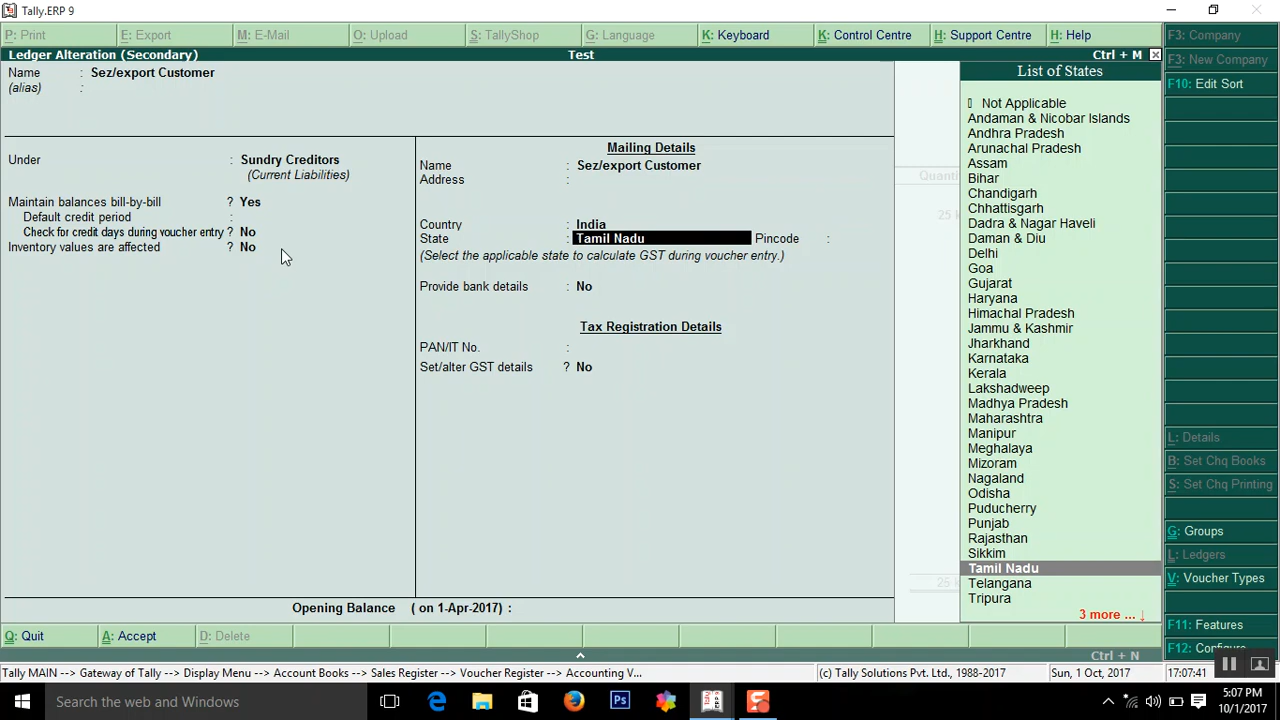 Tally.ERP 9
P: Print
E: Export
M: E-Mail
O: Upload
S: TallyShop
G: Language
K: Keyboard
K: Control Centre
H: Support Centre
H: Help
F3: Company
Ledger Alteration (Secondary)
Test
Ctrl + M
F3: New Company
Name : Sez/export Customer
(alias) :
List of States
F10: Edit Sort
Not Applicable
Andaman & Nicobar Islands
Andhra Pradesh
Arunachal Pradesh
Assam
Bihar
Chandigarh
Chhattisgarh
Dadra & Nagar Haveli
Daman & Diu
Delhi
Goa
Gujarat
Haryana
Himachal Pradesh
Jammu & Kashmir
Jharkhand
Karnataka
Kerala
Lakshadweep
Madhya Pradesh
Maharashtra
Manipur
Meghalaya
Mizoram
Nagaland
Odisha
Puducherry
Punjab
Rajasthan
Sikkim
Tamil Nadu
Telangana
Tripura
3 more ... ↓
Under : Sundry Creditors
(Current Liabilities)
Maintain balances bill-by-bill ? Yes
Default credit period :
Check for credit days during voucher entry ? No
Inventory values are affected ? No
Mailing Details
Name : Sez/export Customer
Address :
Country : India
State : Tamil Nadu Pincode :
(Select the applicable state to calculate GST during voucher entry.)
Provide bank details : No
Tax Registration Details
PAN/IT No. :
Set/alter GST details ? No
Quantit
25 k
25 k
Opening Balance ( on 1-Apr-2017) :
L: Details
B: Set Chq Books
S: Set Chq Printing
G: Groups
L: Ledgers
V: Voucher Types
F11: Features
F12: Configure
Q: Quit
A: Accept
D: Delete
Ctrl + N
Tally MAIN --> Gateway of Tally --> Display Menu --> Account Books --> Sales Register --> Voucher Register --> Accounting V...
(c) Tally Solutions Pvt. Ltd., 1988-2017
Sun, 1 Oct, 2017
17:07:41
Search the web and Windows
5:07 PM
10/1/2017